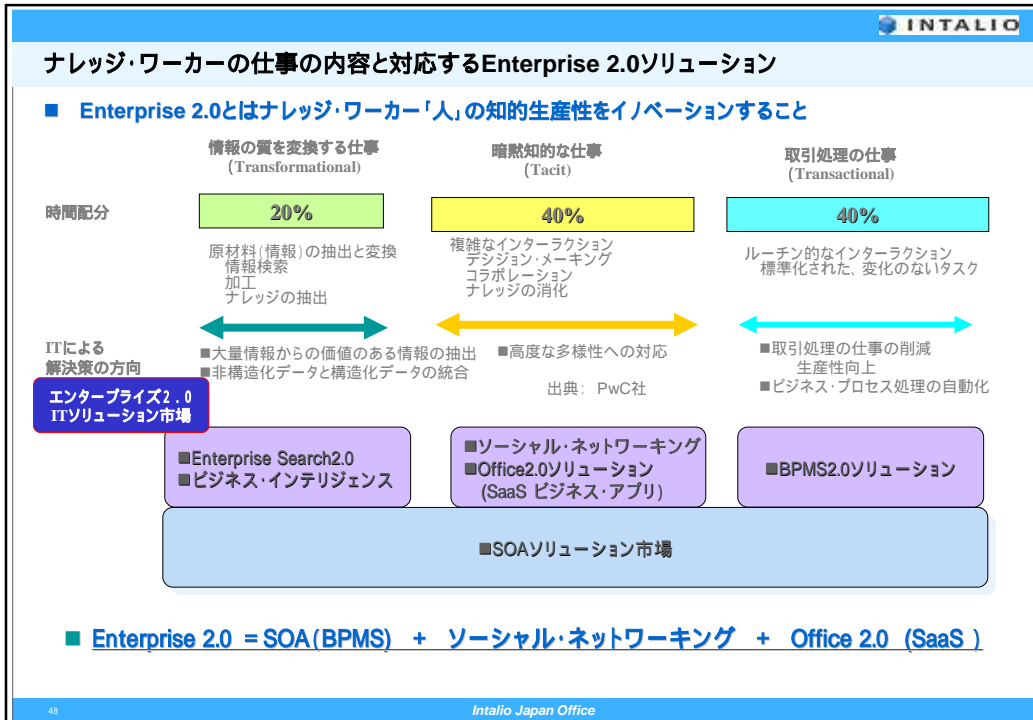 INTALIO
ナレッジ・ワーカーの仕事の内容と対応するEnterprise 2.0ソリューション
■ Enterprise 2.0とはナレッジ・ワーカー「人」の知的生産性をイノベーションすること
情報の質を変換する仕事
(Transformational)
暗黙知的な仕事
(Tacit)
取引処理の仕事
(Transactional)
時間配分
20%
40%
40%
原材料(情報)の抽出と変換
情報検索
加工
ナレッジの抽出
複雑なインターラクション
デシジョン・メーキング
コラボレーション
ナレッジの消化
ルーチン的なインターラクション
標準化された、変化のないタスク
ITによる
解決策の方向
■大量情報からの価値のある情報の抽出
■非構造化データと構造化データの統合
■高度な多様性への対応
出典: PwC社
■取引処理の仕事の削減
生産性向上
■ビジネス・プロセス処理の自動化
エンタープライズ2.0
ITソリューション市場
■Enterprise Search2.0
■ビジネス・インテリジェンス
■ソーシャル・ネットワーキング
■Office2.0ソリューション
(SaaS ビジネス・アプリ)
■BPMS2.0ソリューション
■SOAソリューション市場
■ Enterprise 2.0 = SOA(BPMS) + ソーシャル・ネットワーキング + Office 2.0 (SaaS )
48
Intalio Japan Office